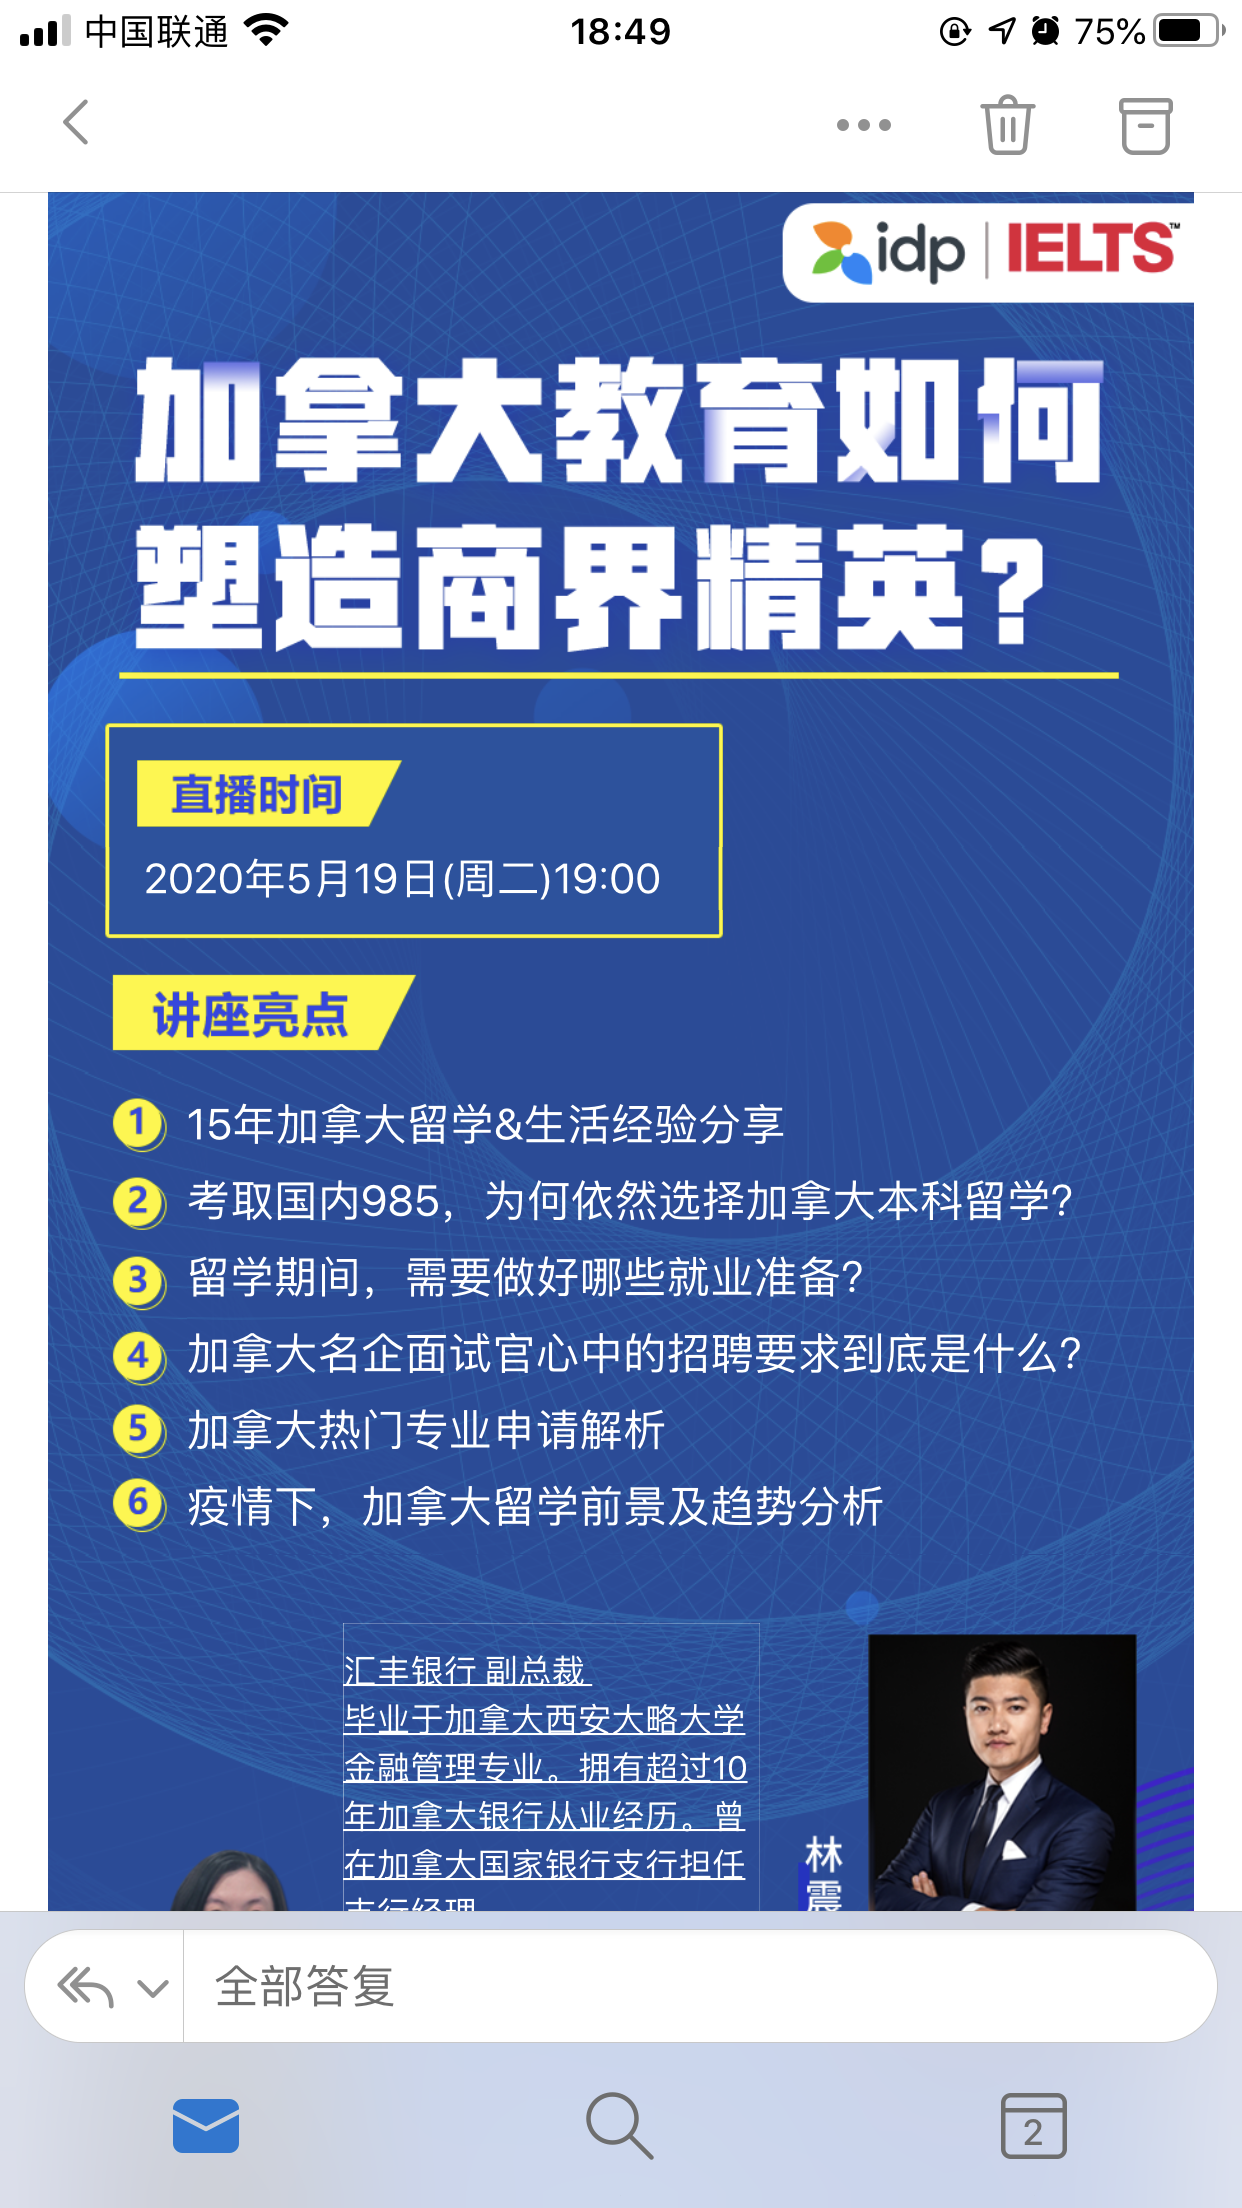 中国联通
18:49
75%
idp | IELTS™
加拿大教育如何
塑造商界精英?
直播时间
2020年5月19日(周二)19:00
讲座亮点
1 15年加拿大留学&生活经验分享
2 考取国内985，为何依然选择加拿大本科留学?
3 留学期间，需要做好哪些就业准备?
4 加拿大名企面试官心中的招聘要求到底是什么?
5 加拿大热门专业申请解析
6 疫情下，加拿大留学前景及趋势分析
汇丰银行 副总裁
毕业于加拿大西安大略大学
金融管理专业。拥有超过10
年加拿大银行从业经历。曾
在加拿大国家银行支行担任
支行经理
林震
全部答复
2